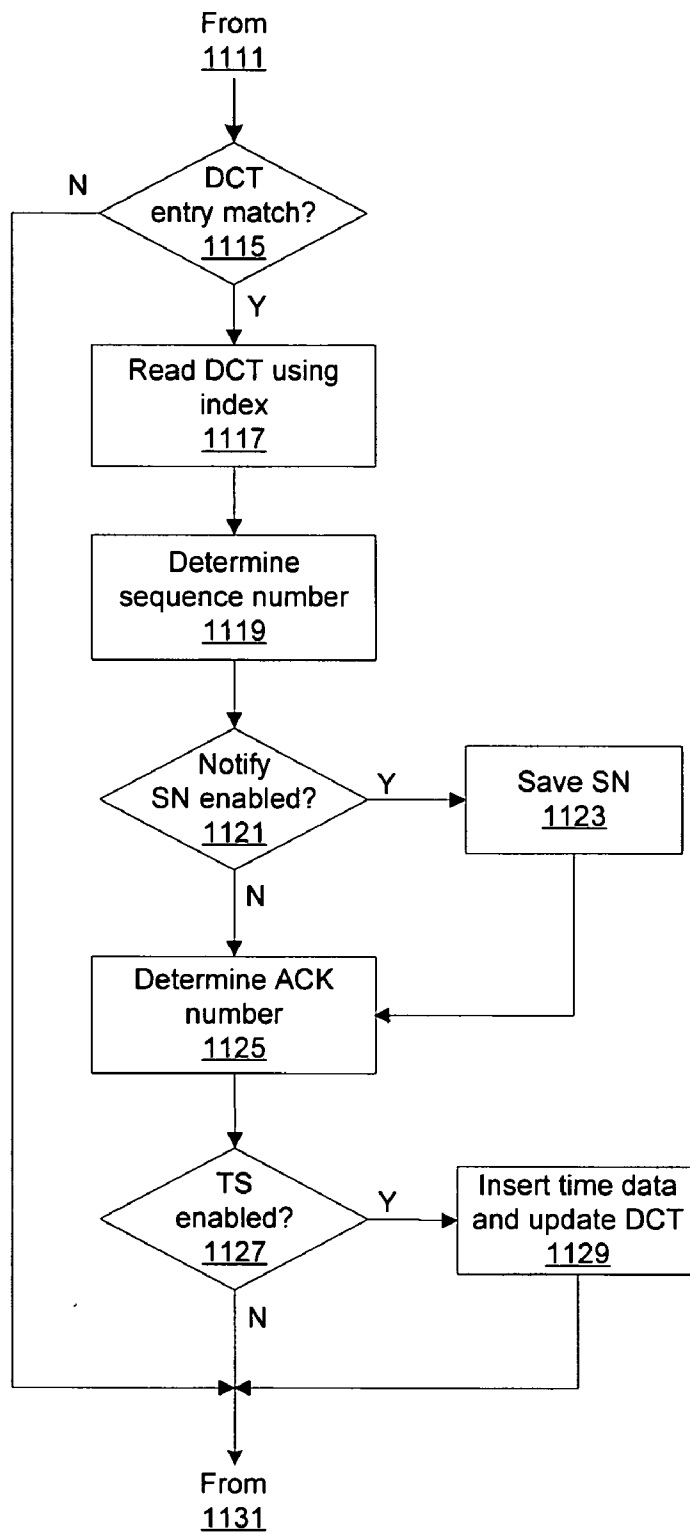 From
1111
DCT
entry match?
1115
N
Y
Read DCT using
index
1117
Determine
sequence number
1119
Notify
SN enabled?
1121
Y
Save SN
1123
N
Determine ACK
number
1125
TS
enabled?
1127
Y
Insert time data
and update DCT
1129
N
From
1131